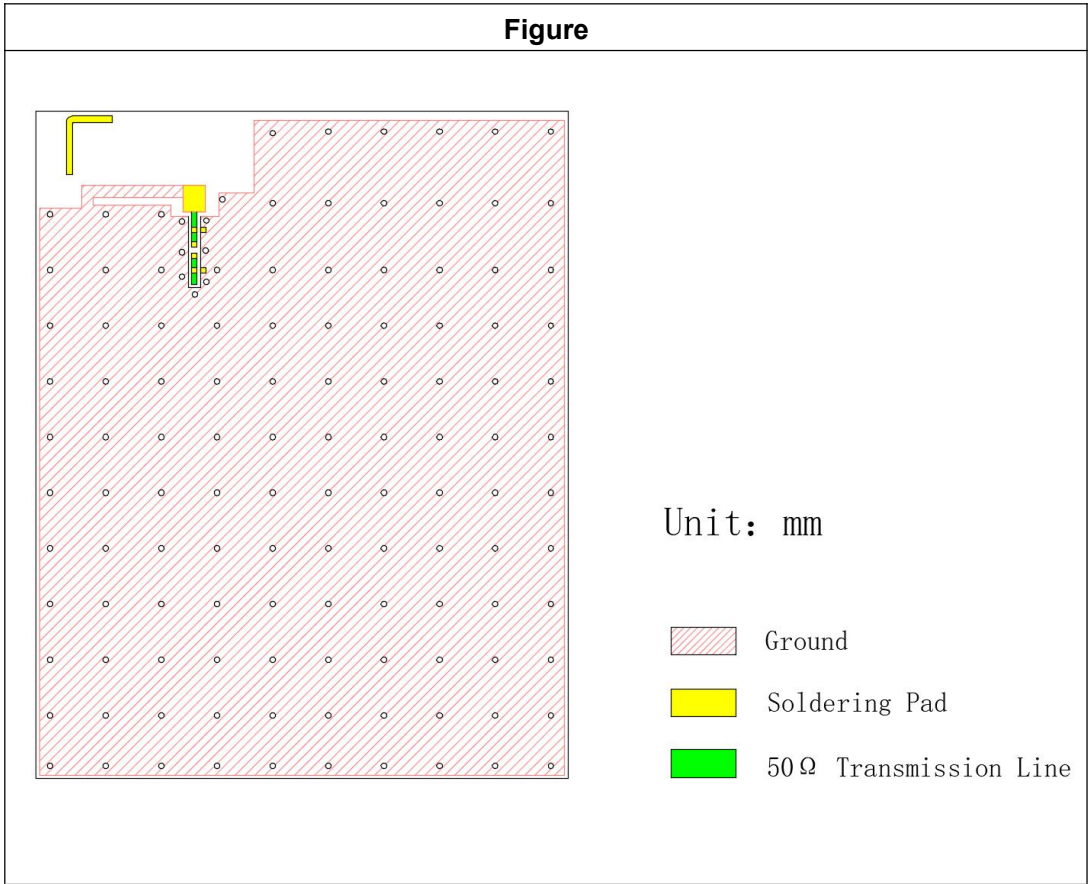 Figure
Unit: mm
Ground
Soldering Pad
50Ω Transmission Line